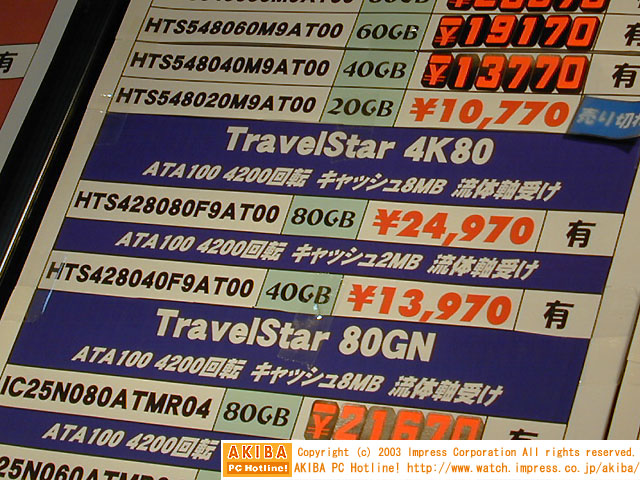 HTS548060M9AT00 60GB ¥19170 有
HTS548040M9AT00 40GB ¥13770 有
HTS548020M9AT00 20GB ¥10,770 売り切れ
TravelStar 4K80
ATA100 4200回転 キャッシュ8MB 流体軸受け
HTS428080F9AT00 80GB ¥24,970 有
ATA100 4200回転 キャッシュ2MB 流体軸受け
HTS428040F9AT00 40GB ¥13,970 有
TravelStar 80GN
ATA100 4200回転 キャッシュ8MB 流体軸受け
IC25N080ATMR04 80GB ¥21670 有
ATA100 4200回転
AKIBA PC Hotline!
Copyright (c) 2003 Impress Corporation All rights reserved.
AKIBA PC Hotline! http://www.watch.impress.co.jp/akiba/